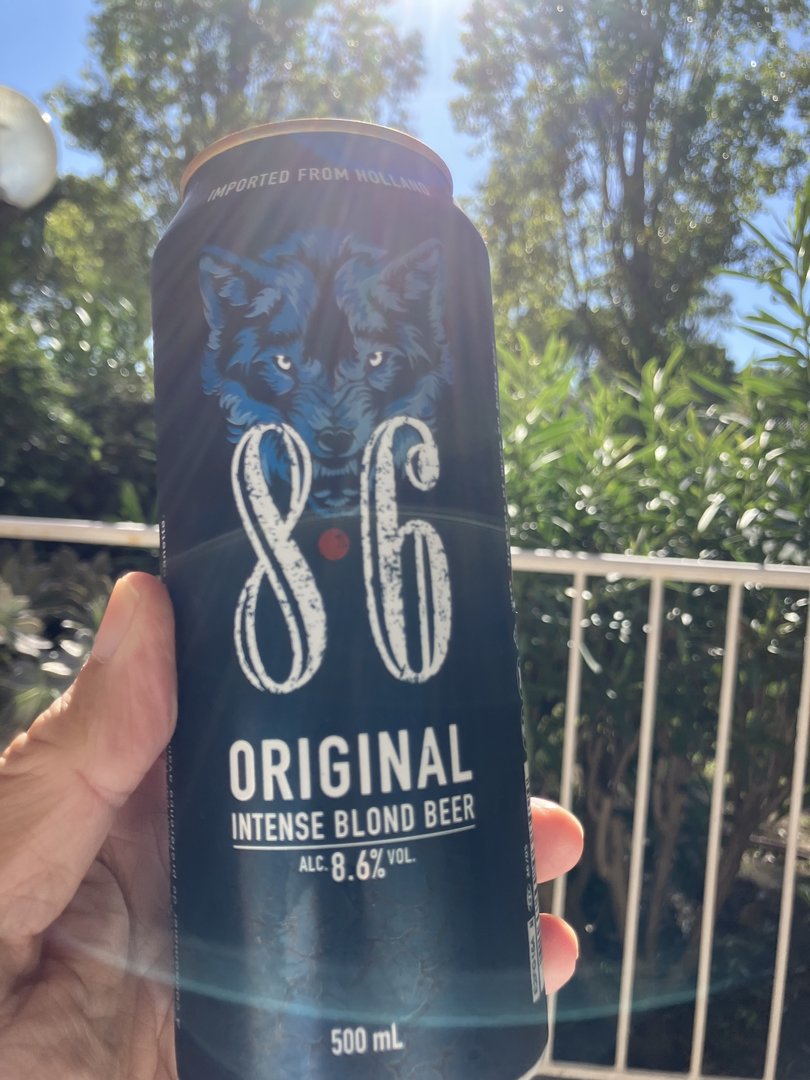 IMPORTED FROM HOLLAND
8.6
ORIGINAL
INTENSE BLOND BEER
ALC. 8.6% VOL.
500 mL